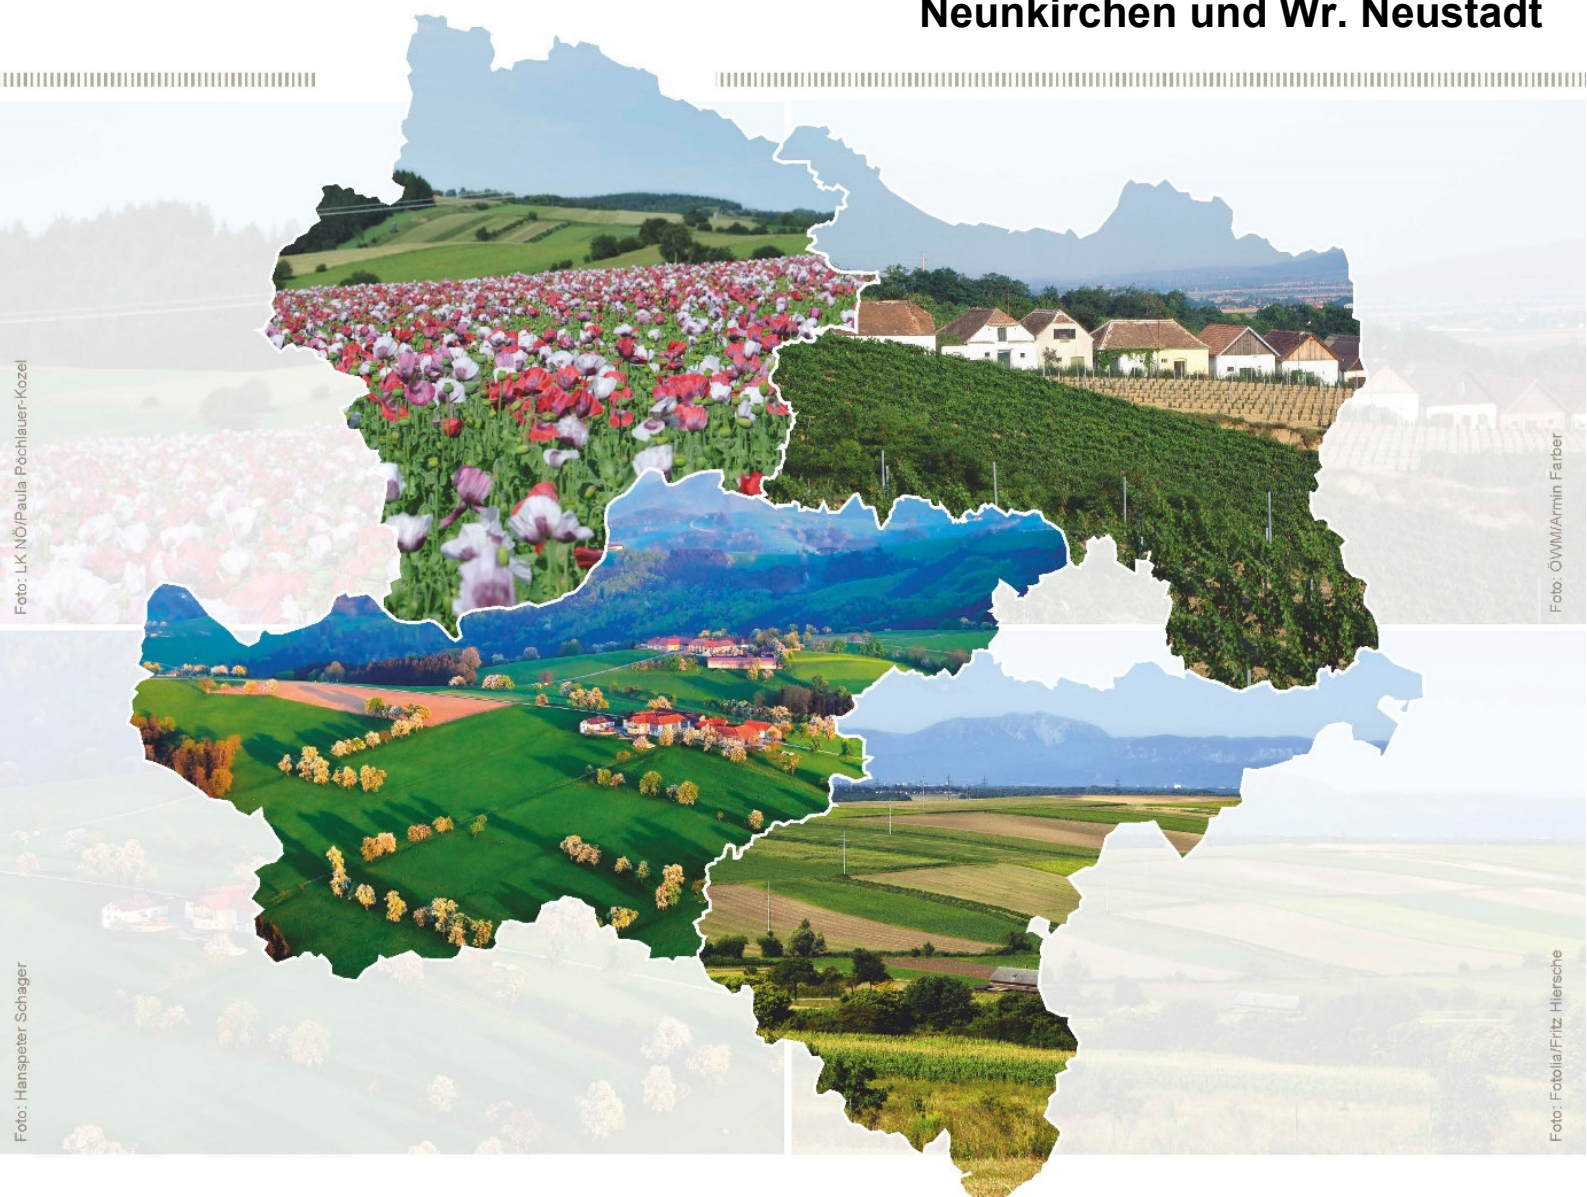 Neunkirchen und Wr. Neustadt
Foto: LK NÖ/Paula Pöchlauer-Kozel
Foto: ÖWM/Armin Farber
Foto: Hanspeter Schager
Foto: Fotolia/Fritz Hiersche